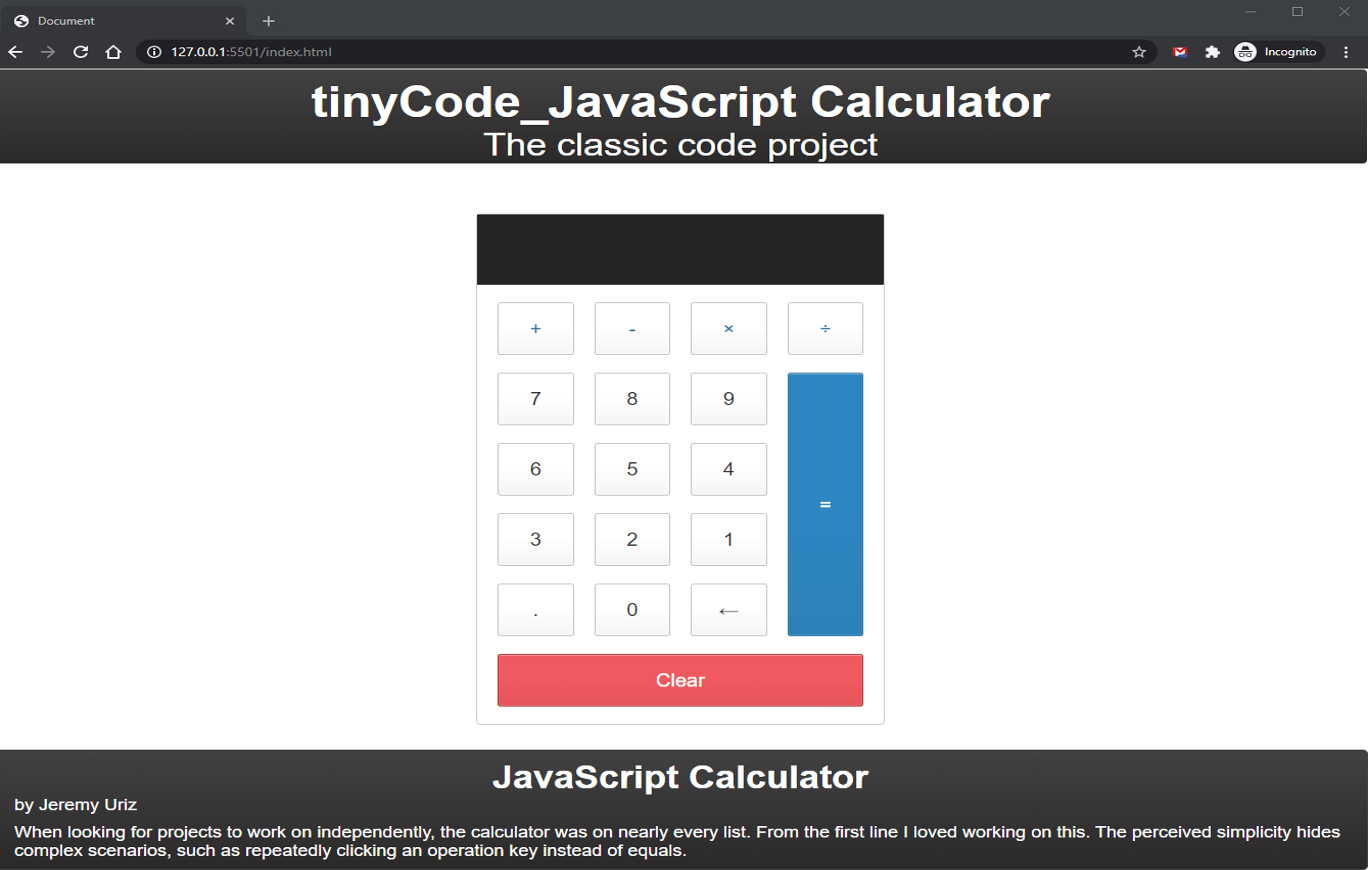 Document
127.0.0.1:5501/index.html
Incognito
tinyCode_JavaScript Calculator
The classic code project
+ - × ÷
7 8 9
6 5 4
=
3 2 1
. 0 ←
Clear
JavaScript Calculator
by Jeremy Uriz
When looking for projects to work on independently, the calculator was on nearly every list. From the first line I loved working on this. The perceived simplicity hides
complex scenarios, such as repeatedly clicking an operation key instead of equals.